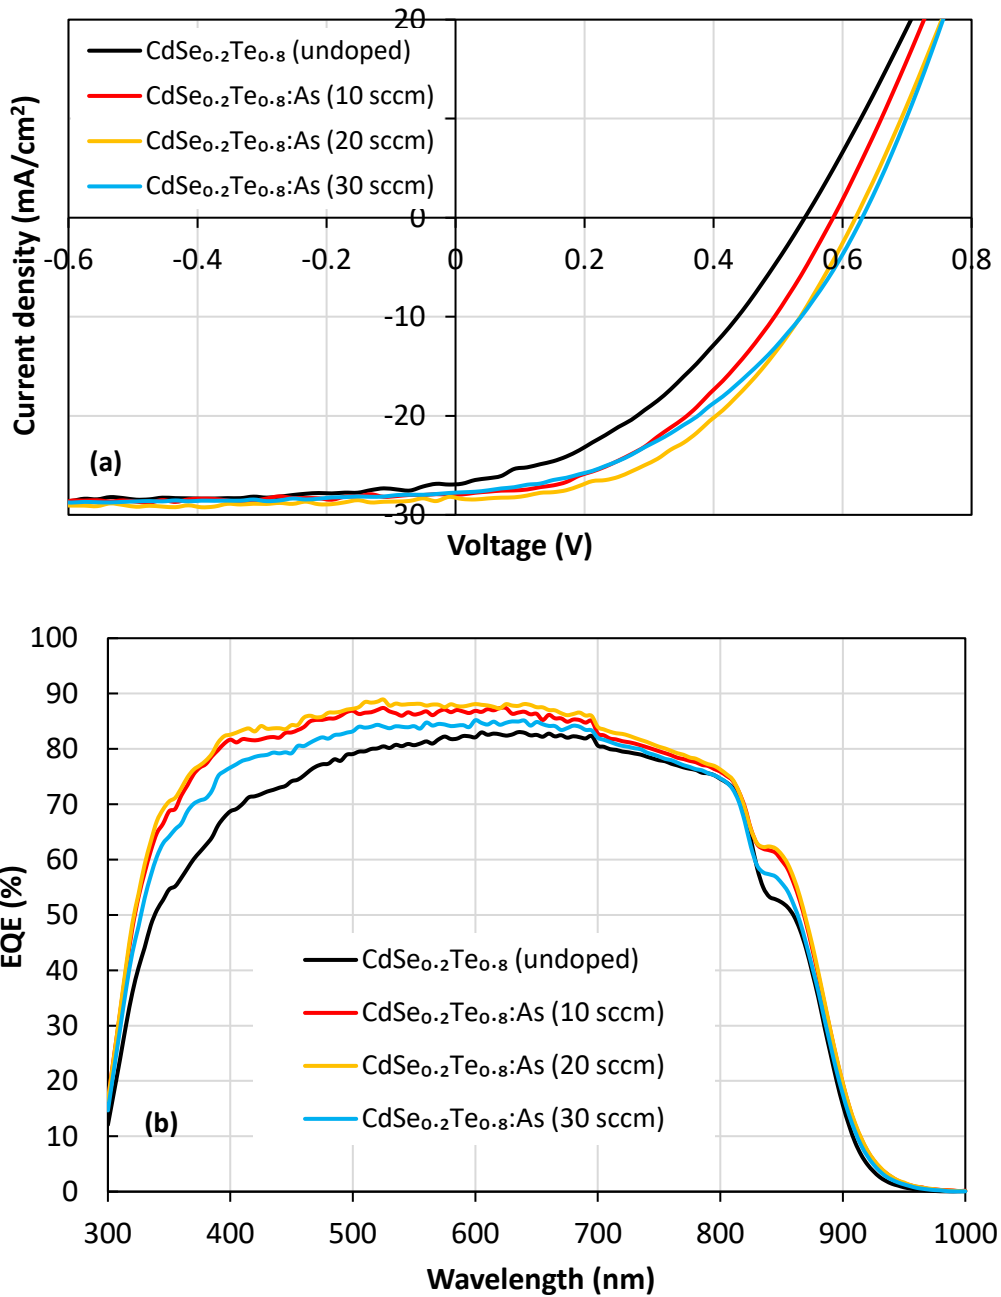 20
CdSe₀.₂Te₀.₈ (undoped)
CdSe₀.₂Te₀.₈:As (10 sccm)
CdSe₀.₂Te₀.₈:As (20 sccm)
CdSe₀.₂Te₀.₈:As (30 sccm)
10
0
-0.6 -0.4 -0.2 0 0.2 0.4 0.6 0.8
-10
-20
-30
Current density (mA/cm²)
(a)
Voltage (V)
100
90
80
70
60
50
40
30
20
10
0
EQE (%)
CdSe₀.₂Te₀.₈ (undoped)
CdSe₀.₂Te₀.₈:As (10 sccm)
CdSe₀.₂Te₀.₈:As (20 sccm)
CdSe₀.₂Te₀.₈:As (30 sccm)
(b)
300 400 500 600 700 800 900 1000
Wavelength (nm)